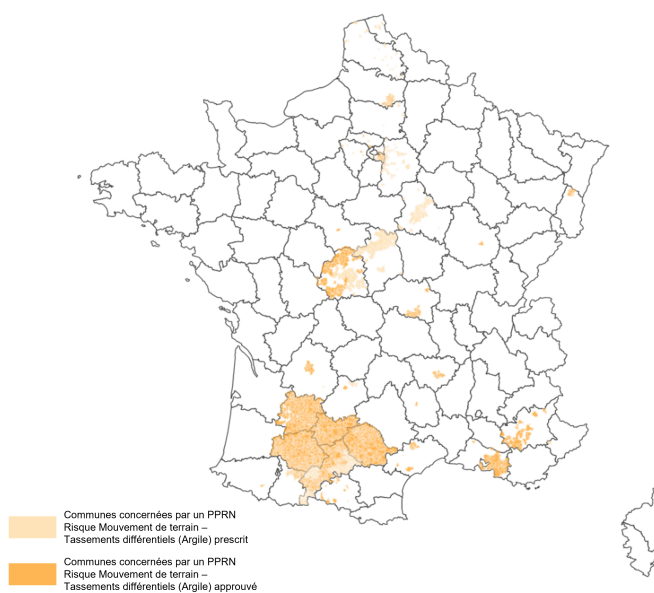 Communes concernées par un PPRN
Risque Mouvement de terrain –
Tassements différentiels (Argile) prescrit
Communes concernées par un PPRN
Risque Mouvement de terrain –
Tassements différentiels (Argile) approuvé